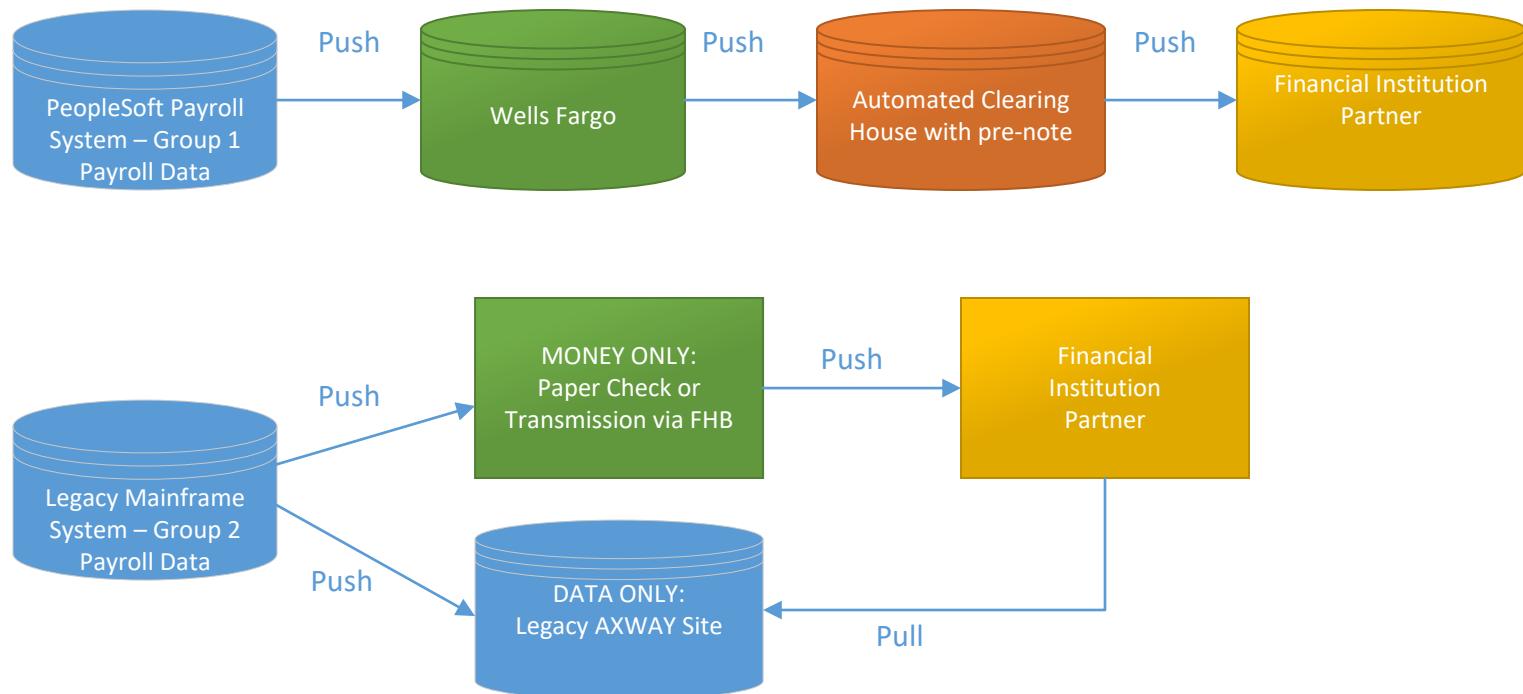 Push
Push
Push
PeopleSoft Payroll
System – Group 1
Payroll Data
Wells Fargo
Automated Clearing
House with pre-note
Financial Institution
Partner
MONEY ONLY:
Paper Check or
Transmission via FHB
Push
Financial
Institution
Partner
Push
Legacy Mainframe
System – Group 2
Payroll Data
Push
DATA ONLY:
Legacy AXWAY Site
Pull